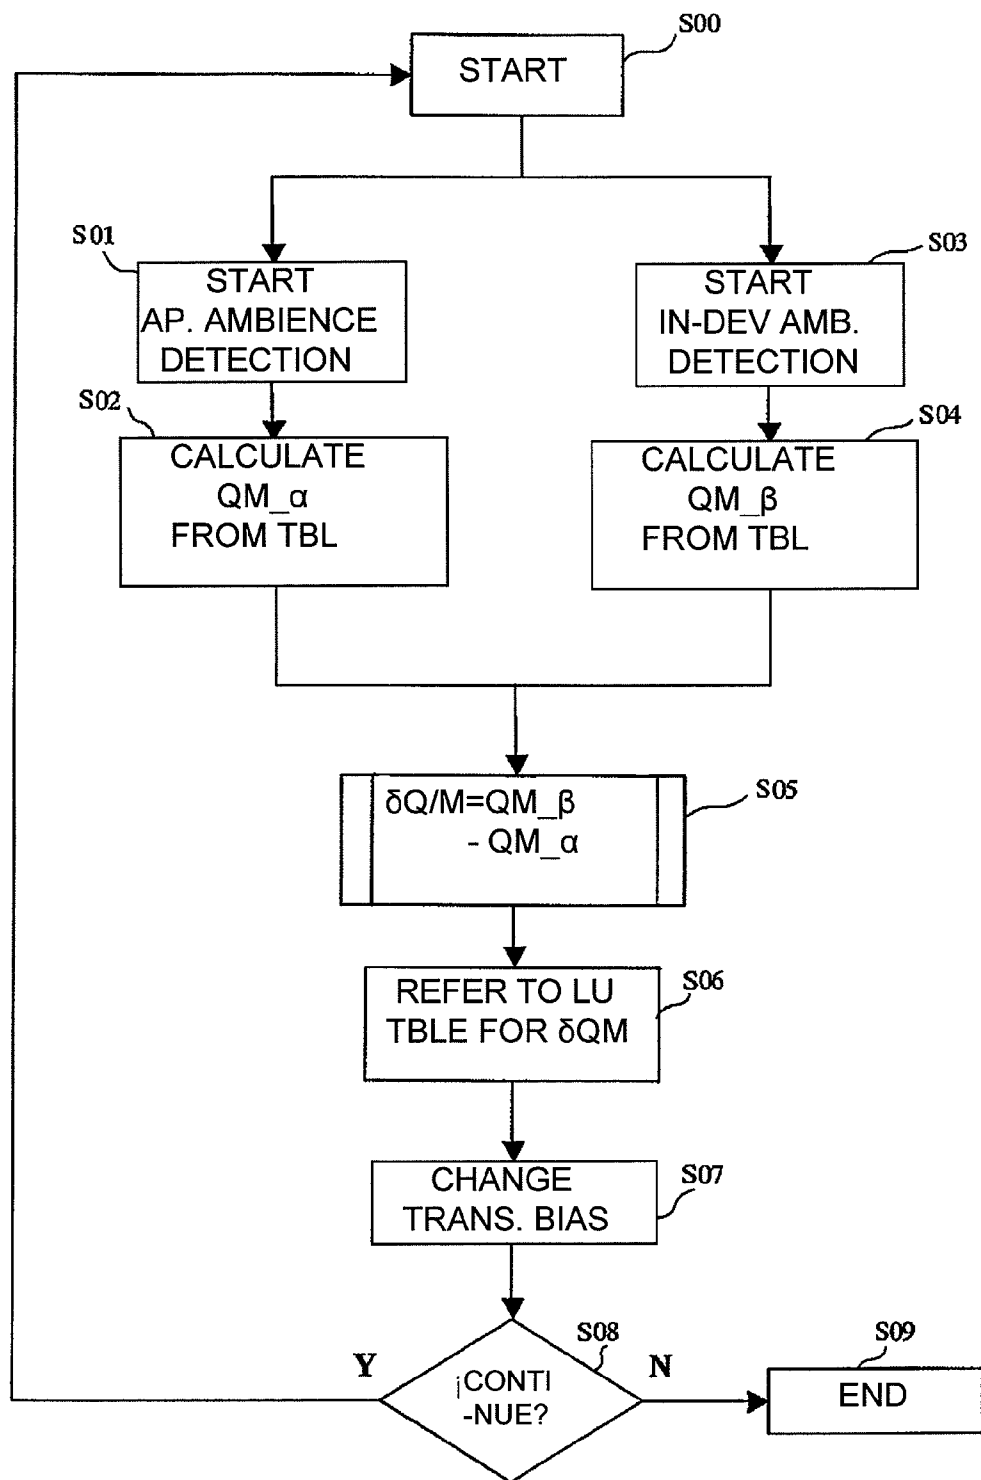 S00
START
S01
START
AP. AMBIENCE
DETECTION
S03
START
IN-DEV AMB.
DETECTION
S02
CALCULATE
QM_α
FROM TBL
S04
CALCULATE
QM_β
FROM TBL
S05
δQ/M=QM_β
- QM_α
S06
REFER TO LU
TBLE FOR δQM
S07
CHANGE
TRANS. BIAS
S08
Y
¡CONTI
-NUE?
N
S09
END